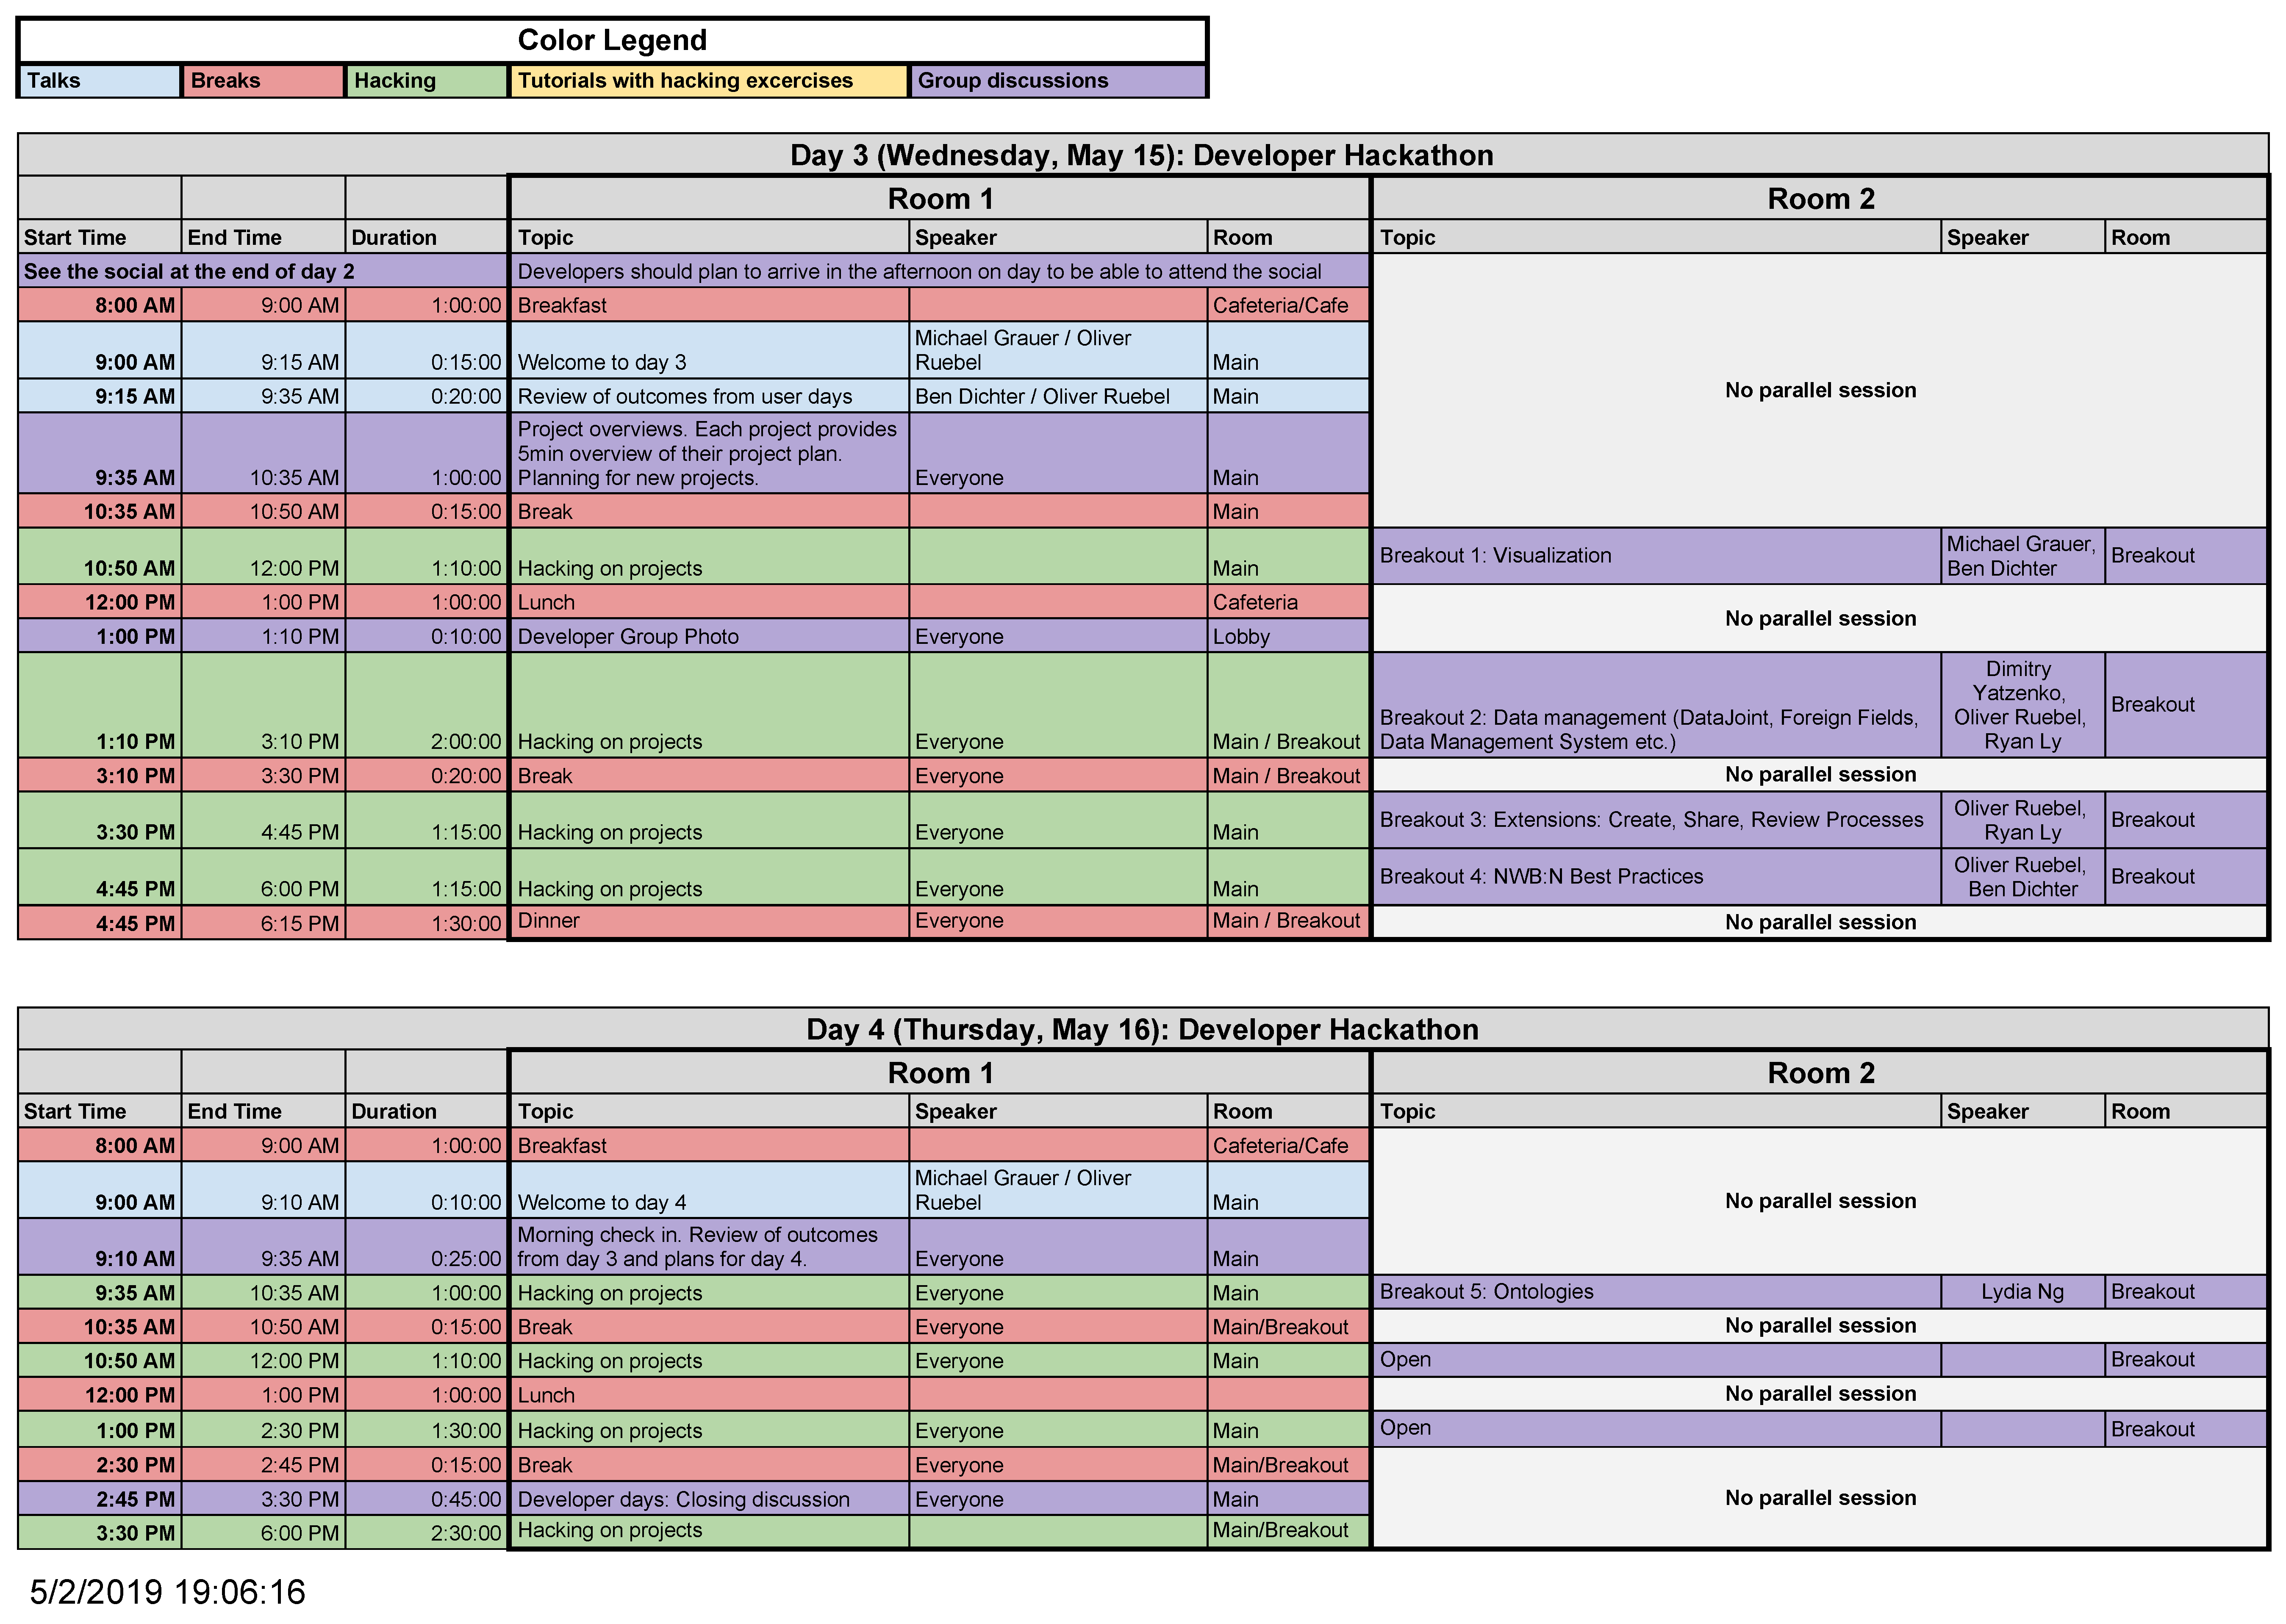 Color Legend
Talks Breaks Hacking Tutorials with hacking excercises Group discussions
Day 3 (Wednesday, May 15): Developer Hackathon
Room 1 Room 2
Start Time End Time Duration Topic Speaker Room Topic Speaker Room
See the social at the end of day 2 Developers should plan to arrive in the afternoon on day to be able to attend the social
8:00 AM 9:00 AM 1:00:00 Breakfast Cafeteria/Cafe
Michael Grauer / Oliver
9:00 AM 9:15 AM 0:15:00 Welcome to day 3 Ruebel Main
No parallel session
9:15 AM 9:35 AM 0:20:00 Review of outcomes from user days Ben Dichter / Oliver Ruebel Main
Project overviews. Each project provides
5min overview of their project plan.
9:35 AM 10:35 AM 1:00:00 Planning for new projects. Everyone Main
10:35 AM 10:50 AM 0:15:00 Break Main
Breakout 1: Visualization Michael Grauer, Breakout
10:50 AM 12:00 PM 1:10:00 Hacking on projects Main Ben Dichter
12:00 PM 1:00 PM 1:00:00 Lunch Cafeteria
No parallel session
1:00 PM 1:10 PM 0:10:00 Developer Group Photo Everyone Lobby
Dimitry
Yatzenko, Breakout
Breakout 2: Data management (DataJoint, Foreign Fields, Oliver Ruebel,
1:10 PM 3:10 PM 2:00:00 Hacking on projects Everyone Main / Breakout Data Management System etc.) Ryan Ly
3:10 PM 3:30 PM 0:20:00 Break Everyone Main / Breakout No parallel session
Breakout 3: Extensions: Create, Share, Review Processes Oliver Ruebel, Breakout
3:30 PM 4:45 PM 1:15:00 Hacking on projects Everyone Main Ryan Ly
Breakout 4: NWB:N Best Practices Oliver Ruebel, Breakout
4:45 PM 6:00 PM 1:15:00 Hacking on projects Everyone Main Ben Dichter
4:45 PM 6:15 PM 1:30:00 Dinner Everyone Main / Breakout No parallel session
Day 4 (Thursday, May 16): Developer Hackathon
Room 1 Room 2
Start Time End Time Duration Topic Speaker Room Topic Speaker Room
8:00 AM 9:00 AM 1:00:00 Breakfast Cafeteria/Cafe
Michael Grauer / Oliver
9:00 AM 9:10 AM 0:10:00 Welcome to day 4 Ruebel Main No parallel session
Morning check in. Review of outcomes
9:10 AM 9:35 AM 0:25:00 from day 3 and plans for day 4. Everyone Main
9:35 AM 10:35 AM 1:00:00 Hacking on projects Everyone Main Breakout 5: Ontologies Lydia Ng Breakout
10:35 AM 10:50 AM 0:15:00 Break Everyone Main/Breakout No parallel session
10:50 AM 12:00 PM 1:10:00 Hacking on projects Everyone Main Open Breakout
12:00 PM 1:00 PM 1:00:00 Lunch No parallel session
1:00 PM 2:30 PM 1:30:00 Hacking on projects Everyone Main Open Breakout
2:30 PM 2:45 PM 0:15:00 Break Everyone Main/Breakout
2:45 PM 3:30 PM 0:45:00 Developer days: Closing discussion Everyone Main No parallel session
3:30 PM 6:00 PM 2:30:00 Hacking on projects Main/Breakout
5/2/2019 19:06:16